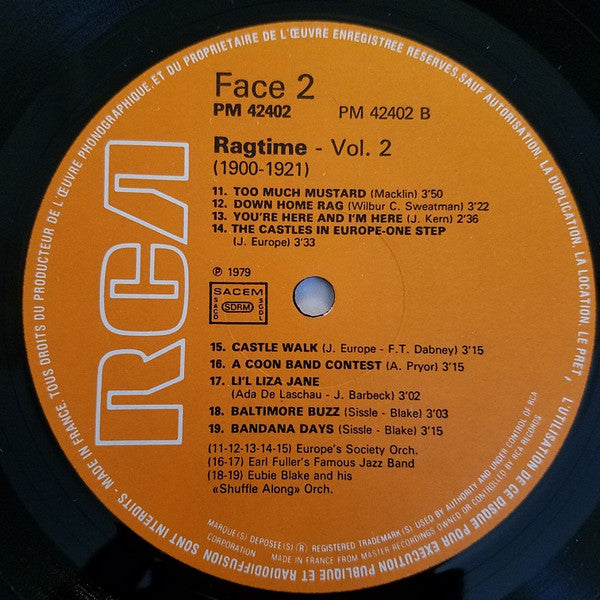 RCA
Face 2
PM 42402 PM 42402 B
Ragtime - Vol. 2
(1900-1921)
11. TOO MUCH MUSTARD (Macklin) 3'50
12. DOWN HOME RAG (Wilbur C. Sweatman) 3'22
13. YOU'RE HERE AND I'M HERE (J. Kern) 2'36
14. THE CASTLES IN EUROPE-ONE STEP
(J. Europe) 3'33
℗ 1979
SACEM
SACD SDRM SGDL
15. CASTLE WALK (J. Europe - F.T. Dabney) 3'15
16. A COON BAND CONTEST (A. Pryor) 3'15
17. LI'L LIZA JANE
(Ada De Laschau - J. Barbeck) 3'02
18. BALTIMORE BUZZ (Sissle - Blake) 3'03
19. BANDANA DAYS (Sissle - Blake) 3'15
(11-12-13-14-15) Europe's Society Orch.
(16-17) Earl Fuller's Famous Jazz Band
(18-19) Eubie Blake and his
«Shuffle Along» Orch.
MARQUE(S) DEPOSEE(S) (R) REGISTERED TRADEMARK (S) USED BY AUTHORITY AND UNDER CONTROL OF RCA
CORPORATION MADE IN FRANCE FROM MASTER RECORDINGS OWNED OR CONTROLLED BY RCA RECORDS
MADE IN FRANCE. TOUS DROITS DU PRODUCTEUR DE L'ŒUVRE PHONOGRAPHIQUE. ET DU PROPRIETAIRE DE L'ŒUVRE ENREGISTREE RÉSERVES. SAUF AUTORISATION, LA DUPLICATION, LA LOCATION, LE PRET, L'UTILISATION DE CE DISQUE POUR EXECUTION PUBLIQUE ET RADIODIFFUSION SONT INTERDITS -